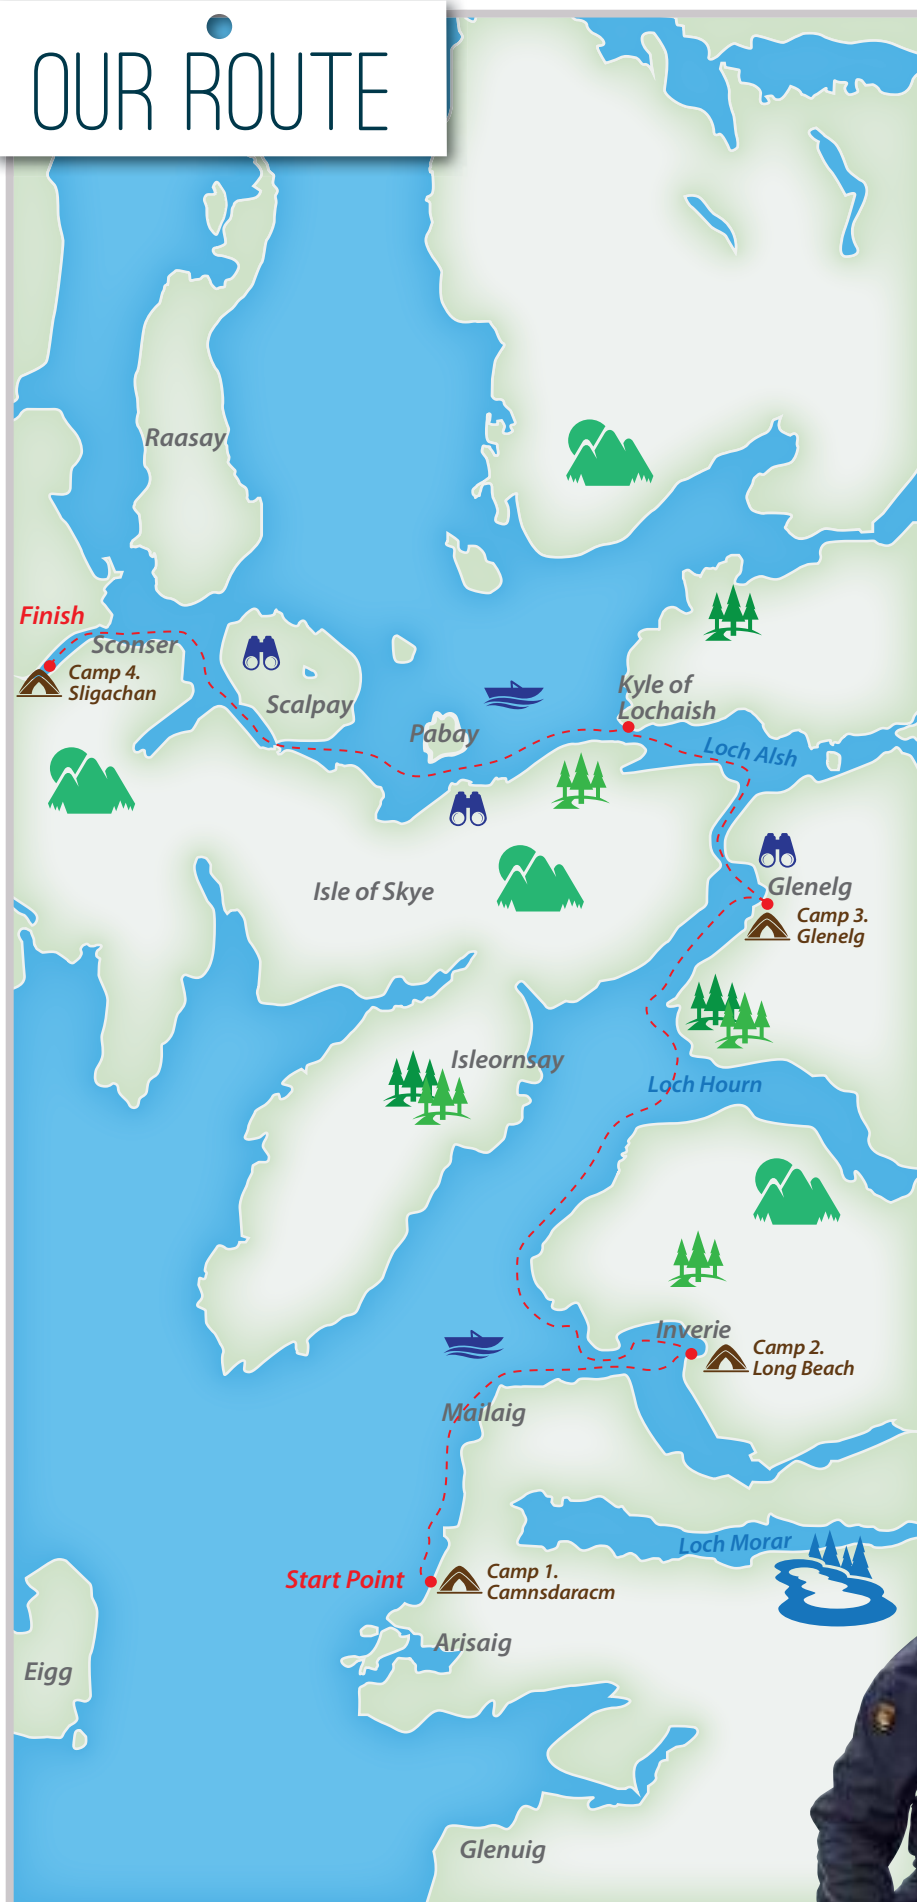 OUR ROUTE
Raasay
Finish
Sconser
Camp 4.
Sligachan
Scalpay
Kyle of
Lochaish
Pabay
Loch Alsh
Isle of Skye
Glenelg
Camp 3.
Glenelg
Isleornsay
Loch Hourn
Inverie
Camp 2.
Long Beach
Mailaig
Loch Morar
Start Point
Camp 1.
Camnsdaracm
Arisaig
Eigg
Glenuig